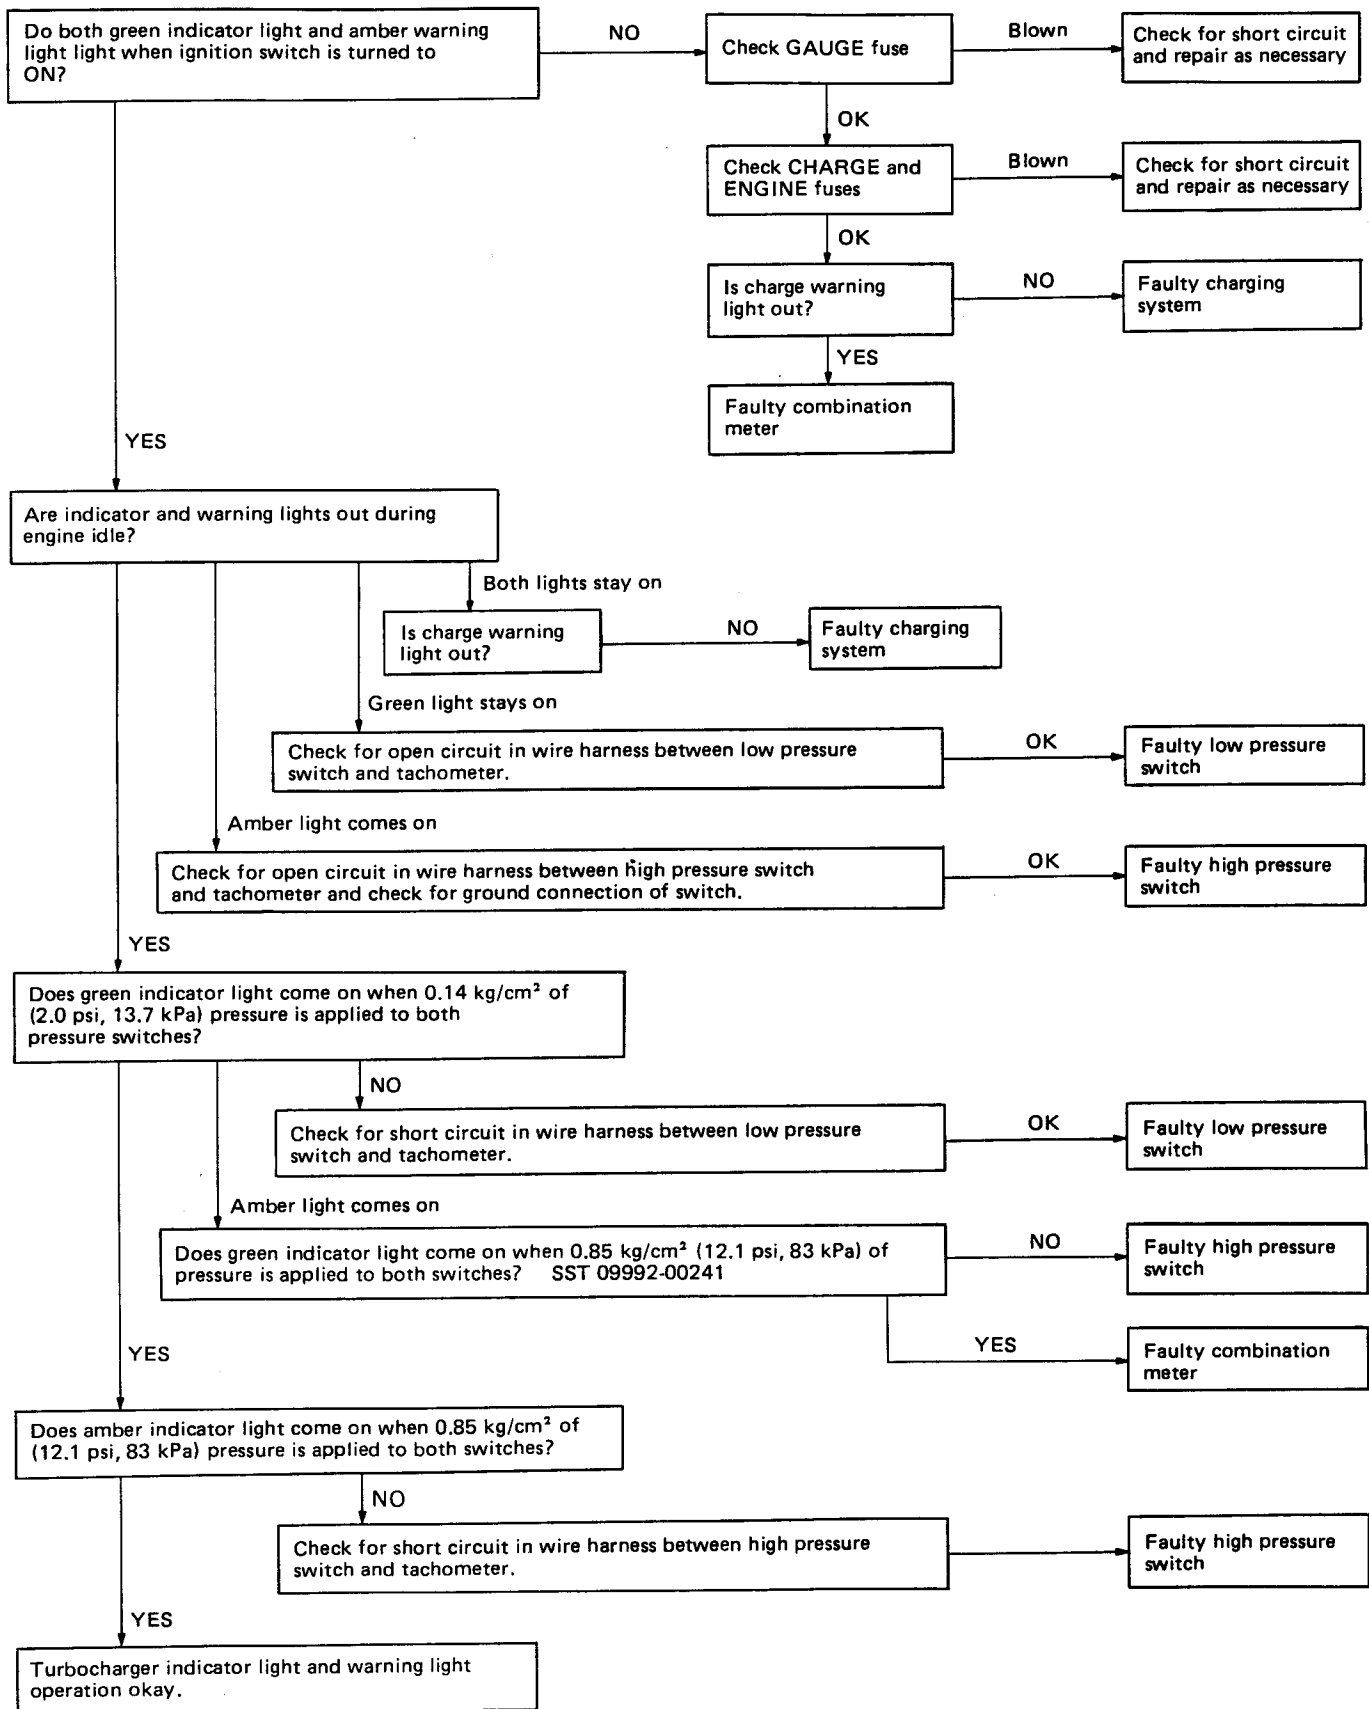 Do both green indicator light and amber warning
light light when ignition switch is turned to
ON?
NO
Check GAUGE fuse
Blown
Check for short circuit
and repair as necessary
OK
Check CHARGE and
ENGINE fuses
Blown
Check for short circuit
and repair as necessary
OK
Is charge warning
light out?
NO
Faulty charging
system
YES
Faulty combination
meter
YES
Are indicator and warning lights out during
engine idle?
Both lights stay on
Is charge warning
light out?
NO
Faulty charging
system
Green light stays on
Check for open circuit in wire harness between low pressure
switch and tachometer.
OK
Faulty low pressure
switch
Amber light comes on
Check for open circuit in wire harness between high pressure switch
and tachometer and check for ground connection of switch.
OK
Faulty high pressure
switch
YES
Does green indicator light come on when 0.14 kg/cm² of
(2.0 psi, 13.7 kPa) pressure is applied to both
pressure switches?
NO
Check for short circuit in wire harness between low pressure
switch and tachometer.
OK
Faulty low pressure
switch
Amber light comes on
Does green indicator light come on when 0.85 kg/cm² (12.1 psi, 83 kPa) of
pressure is applied to both switches? SST 09992-00241
NO
Faulty high pressure
switch
YES
Faulty combination
meter
YES
Does amber indicator light come on when 0.85 kg/cm² of
(12.1 psi, 83 kPa) pressure is applied to both switches?
NO
Check for short circuit in wire harness between high pressure
switch and tachometer.
Faulty high pressure
switch
YES
Turbocharger indicator light and warning light
operation okay.